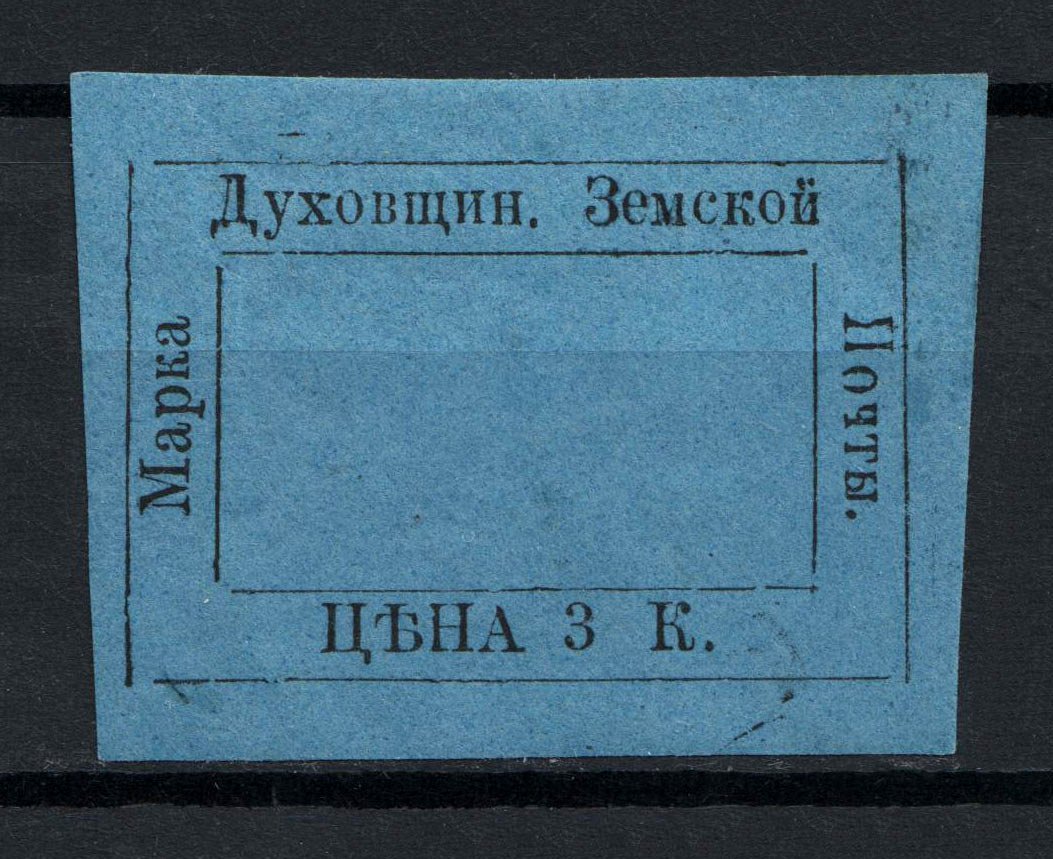 Марка
Духовщин. Земской
Почты.
ЦѢНА 3 К.